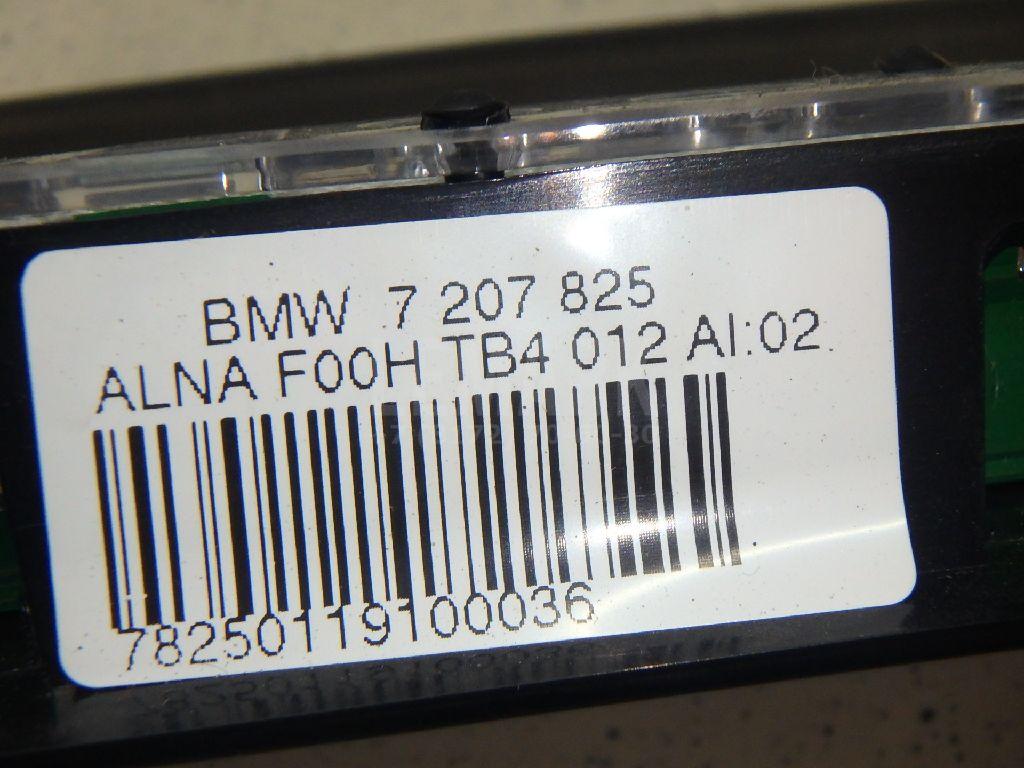 BMW 7 207 825
ALNA F00H TB4 012 AI:02
78250119100036